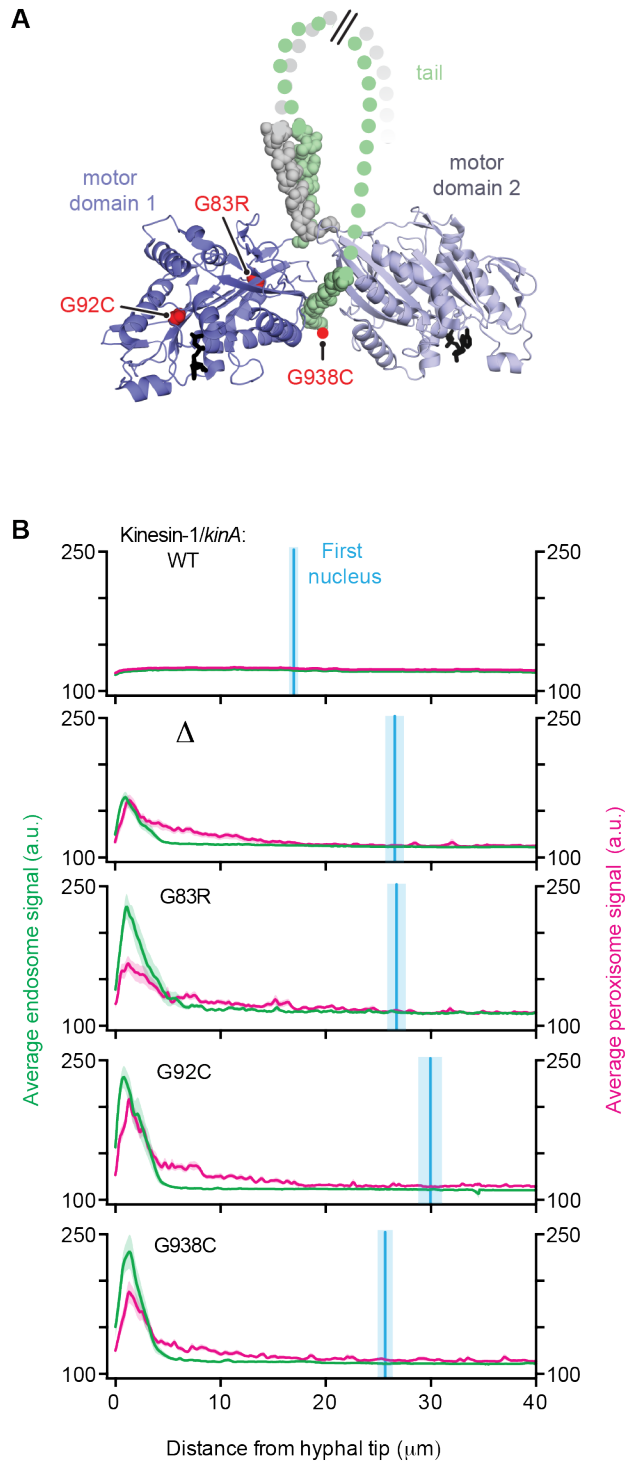 A
tail
motor
domain 1
motor
domain 2
G83R
G92C
G938C
B
Kinesin-1/kinA:
WT
First
nucleus
250
100
250
100
Δ
250
100
250
100
G83R
250
100
250
100
G92C
250
100
250
100
G938C
250
100
250
100
0
10
20
30
40
Average endosome signal (a.u.)
Average peroxisome signal (a.u.)
Distance from hyphal tip (μm)